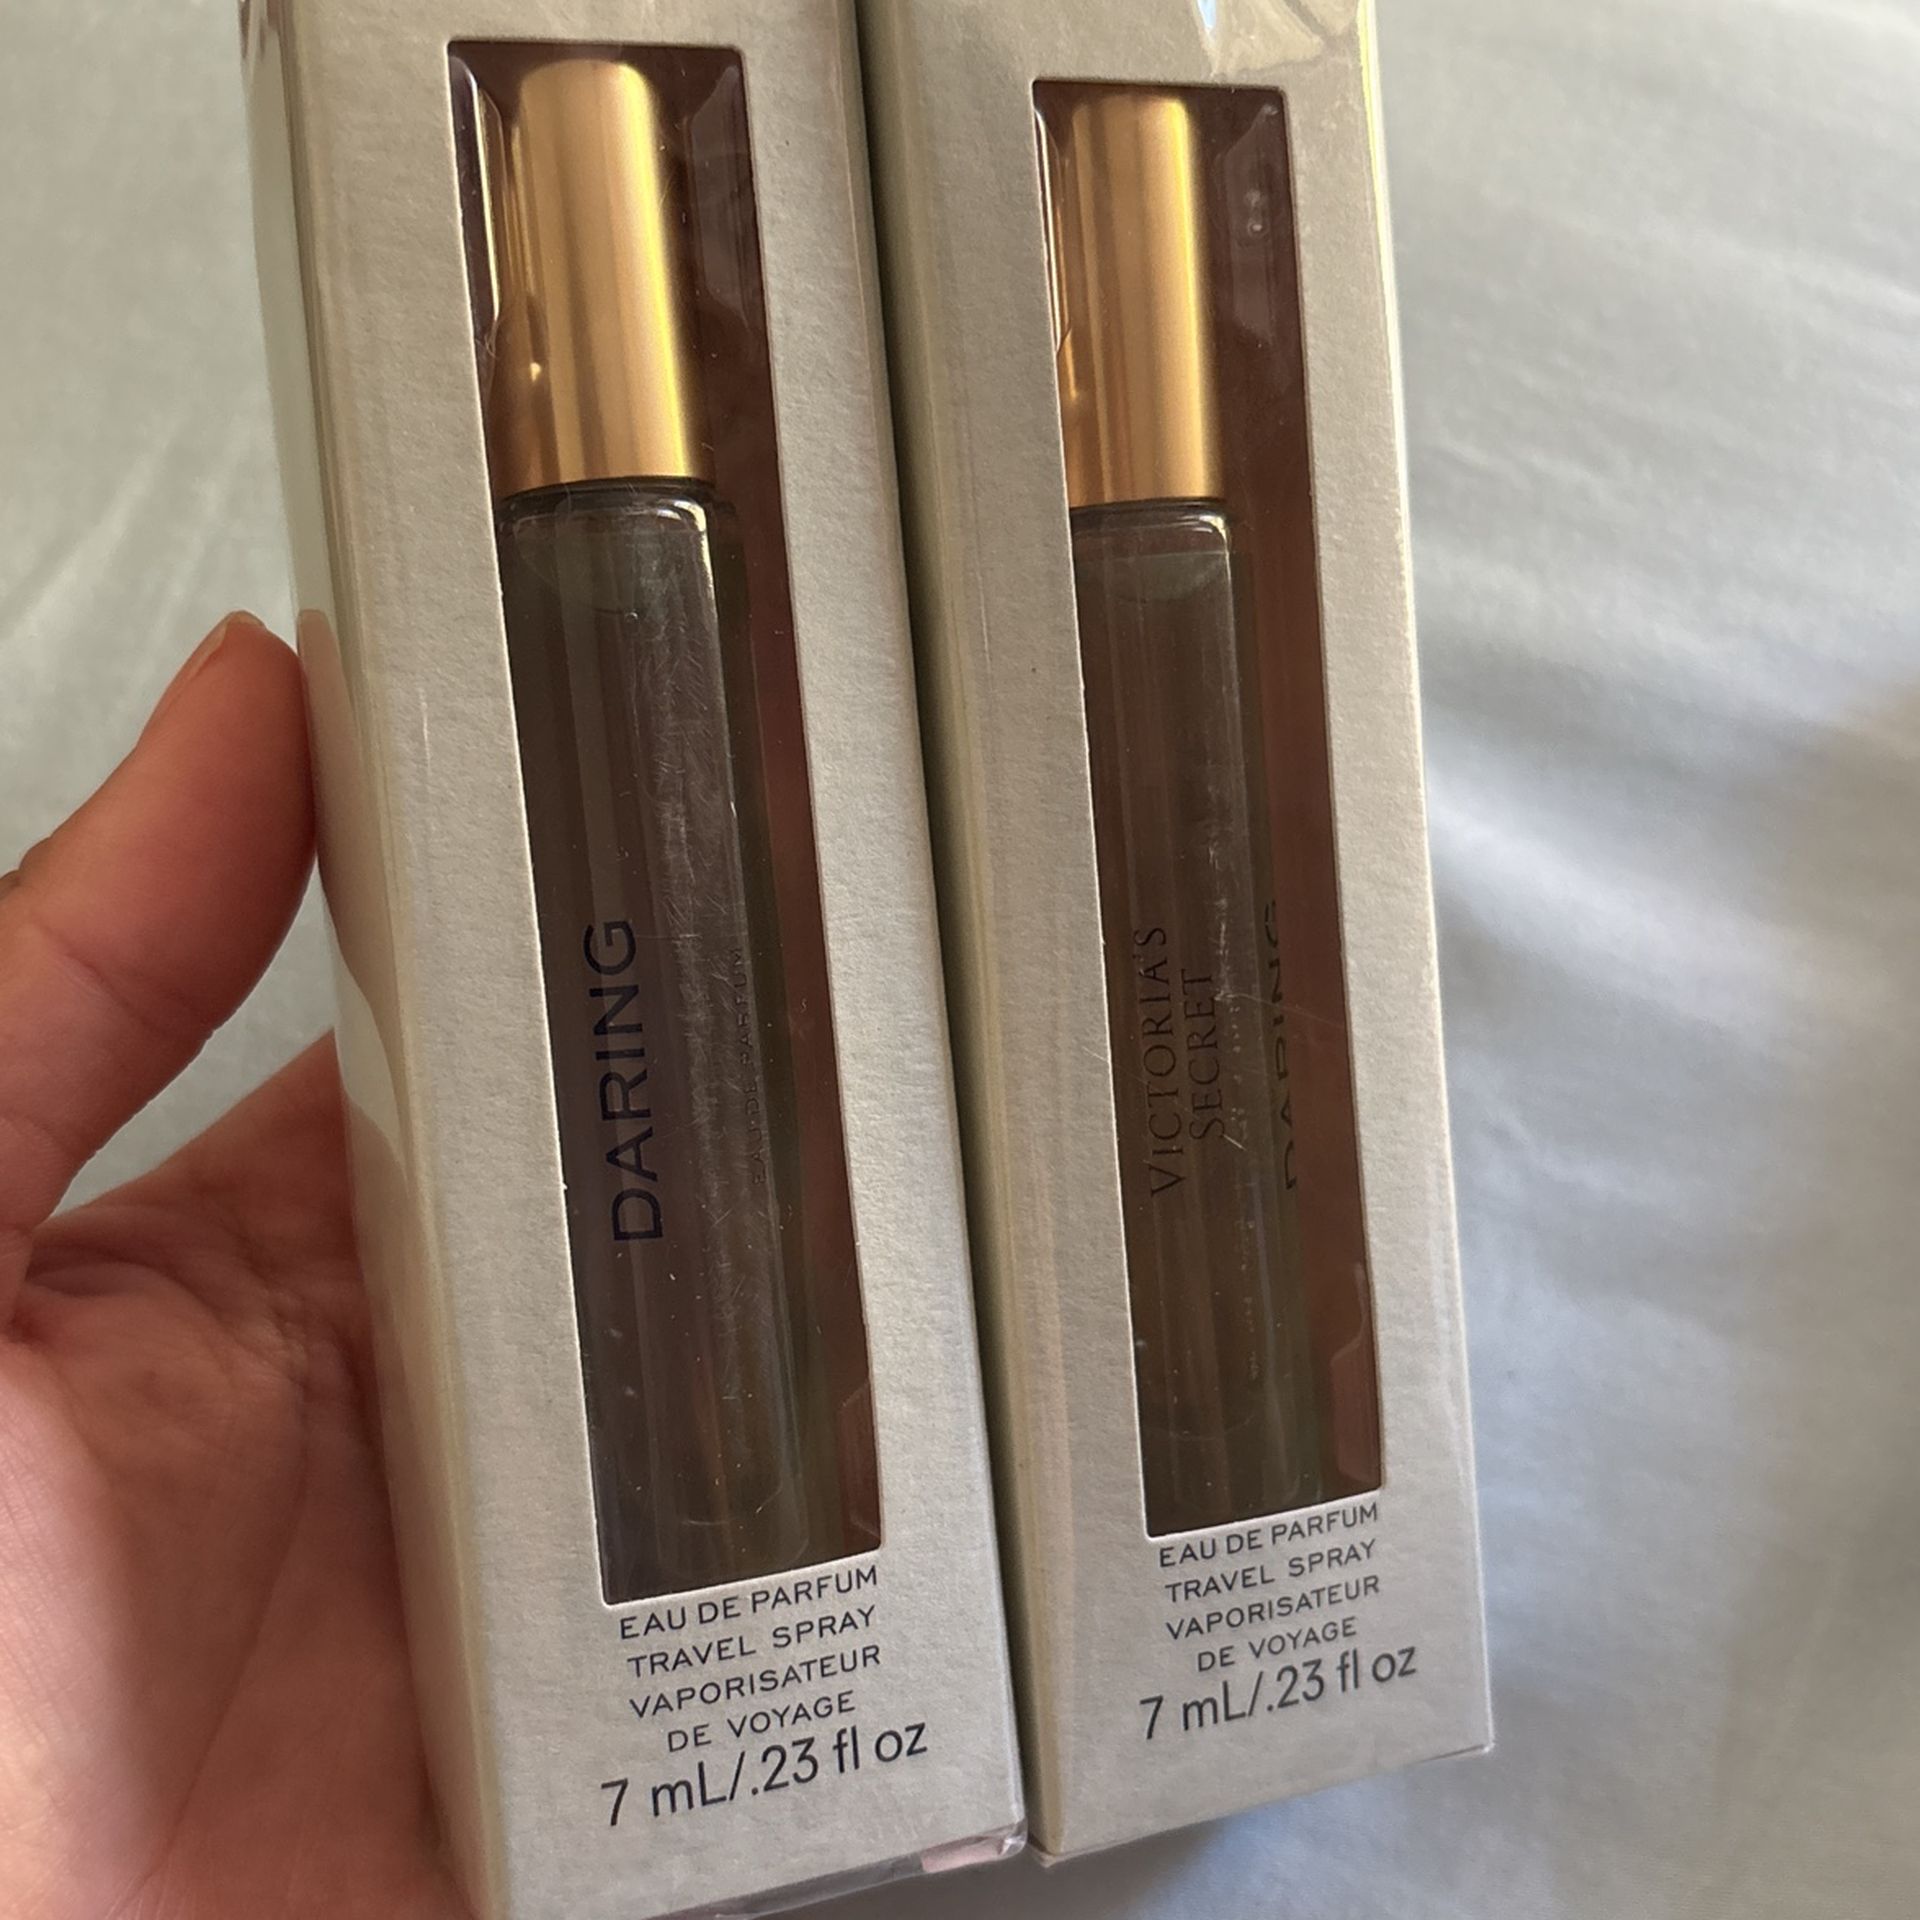 DARING
EAU DE PARFUM
EAU DE PARFUM
TRAVEL SPRAY
VAPORISATEUR
DE VOYAGE
7 mL/.23 fl oz
VICTORIA'S
SECRET
DARING
EAU DE PARFUM
TRAVEL SPRAY
VAPORISATEUR
DE VOYAGE
7 mL/.23 fl oz